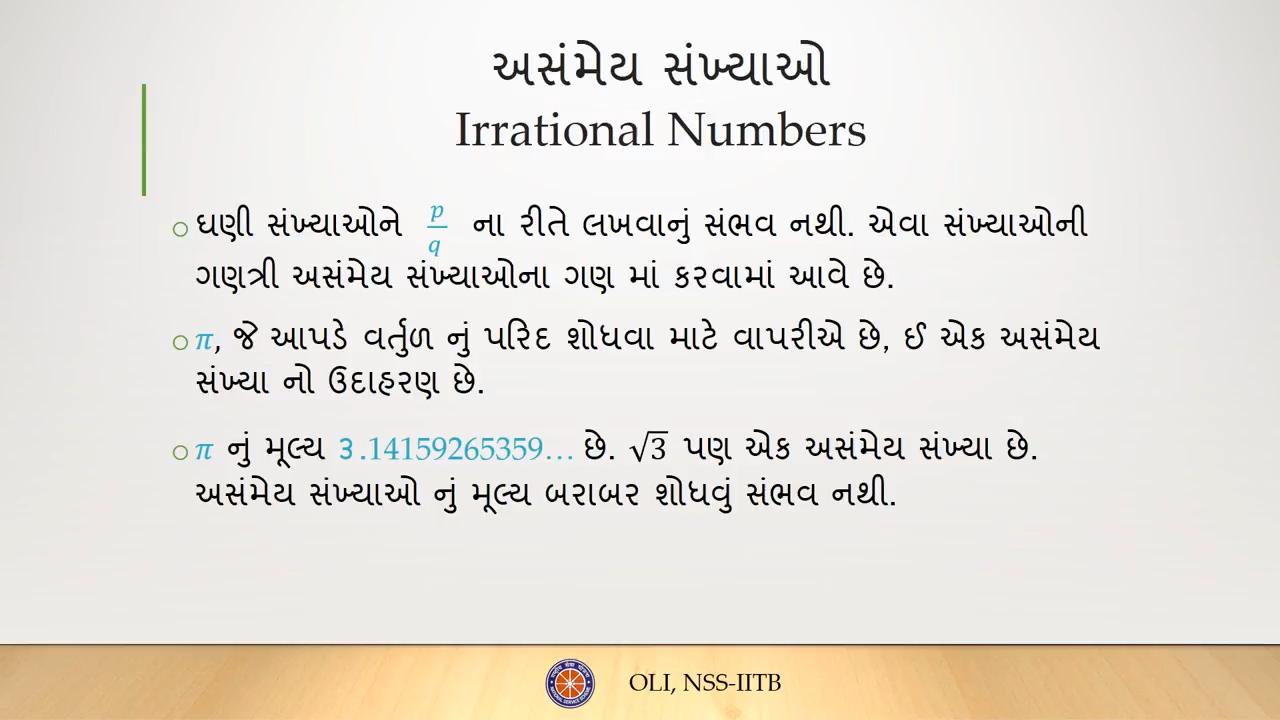 અસંમેય સંખ્યાઓ
Irrational Numbers
ઘણી સંખ્યાઓને p/q ના રીતે લખવાનું સંભવ નથી. એવા સંખ્યાઓની
ગણત્રી અસંમેય સંખ્યાઓના ગણ માં કરવામાં આવે છે.
π, જે આપડે વર્તુળ નું પરિદ શોધવા માટે વાપરીએ છે, ઈ એક અસંમેય
સંખ્યા નો ઉદાહરણ છે.
π નું મૂલ્ય ૩.14159265359… છે. √3 પણ એક અસંમેય સંખ્યા છે.
અસંમેય સંખ્યાઓ નું મૂલ્ય બરાબર શોધવું સંભવ નથી.
OLI, NSS-IITB